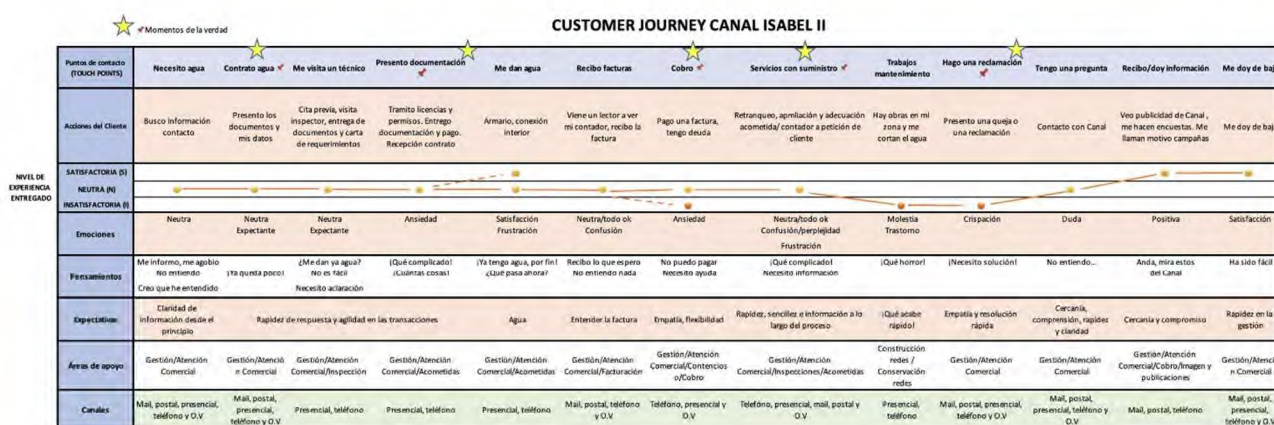 CUSTOMER JOURNEY CANAL ISABEL II
Momentos de la verdad
Puntos de contacto
(TOUCH POINTS)
Necesito agua
Contrato agua
Me visita un técnico
Presento documentación
Me dan agua
Recibo facturas
Cobro
Servicios con suministro
Trabajos
mantenimiento
Hago una reclamación
Tengo una pregunta
Recibo/doy información
Me doy de baj
Acciones del Cliente
Busco información
contacto
Presento los
documentos y
mis datos
Cita previa, visita
inspector, entrega de
documentos y carta
de requerimientos
Tramito licencias y
permisos. Entrego
documentación y pago.
Recepción contrato
Armario, conexión
interior
Viene un lector a ver
mi contador, recibo la
factura
Pago una factura,
tengo deuda
Retranqueo, apmliación y adecuación
acometida/ contador a petición de
cliente
Hay obras en mi
zona y me
cortan el agua
Presento una queja o
una reclamación
Contacto con Canal
Veo publicidad de Canal,
me hacen encuestas. Me
llaman motivo campañas
Me doy de baj
NIVEL DE
EXPERIENCIA
ENTREGADO
SATISFACTORIA (S)
NEUTRA (N)
INSATISFACTORIA (I)
Emociones
Neutra
Neutra
Expectante
Neutra
Expectante
Ansiedad
Satisfacción
Frustración
Neutra/todo ok
Confusión
Ansiedad
Neutra/todo ok
Confusión/perplejidad
Frustración
Molestia
Trastorno
Crispación
Duda
Positiva
Satisfacción
Pensamientos
Me informo, me agobio
No entiendo
Creo que he entendido
¡Ya queda poco!
¿Me dan ya agua?
No es fácil
Necesito aclaración
¡Qué complicado!
¡Cuántas cosas!
¡Ya tengo agua, por fin!
¿Qué pasa ahora?
Recibo lo que espero
No entiendo nada
No puedo pagar
Necesito ayuda
¡Qué complicado!
Necesito información
¡Qué horror!
¡Necesito solución!
No entiendo...
Anda, mira estos
del Canal
Ha sido fácil
Expectativas
Claridad de
información desde el
principio
Rapidez de respuesta y agilidad en las transacciones
Agua
Entender la factura
Empatía, flexibilidad
Rapidez, sencillez e información a lo
largo del proceso
¡Qué acabe
rápido!
Empatía y resolución
rápida
Cercanía,
comprensión, rapidez
y claridad
Cercanía y compromiso
Rapidez en la
gestión
Áreas de apoyo
Gestión/Atención
Comercial
Gestión/Atenció
n Comercial
Gestión/Atención
Comercial/Inspección
Gestión/Atención
Comercial/Acometidas
Gestión/Atención
Comercial/Acometidas
Gestión/Atención
Comercial/Facturación
Gestión/Atención
Comercial/Contencios
o/Cobro
Gestión/Atención
Comercial/Inspecciones/Acometidas
Construcción
redes /
Conservación
redes
Gestión/Atención
Comercial
Gestión/Atención
Comercial
Gestión/Atención
Comercial/Cobro/Imagen y
publicaciones
Gestión/Atenció
n Comercial
Canales
Mail, postal, presencial,
teléfono y O.V
Mail, postal,
presencial,
teléfono y O.V
Presencial, teléfono
Presencial, teléfono
Presencial, teléfono
Mail, postal, teléfono
y O.V
Teléfono, presencial y
O.V
Telefóno, presencial, mail, postal y
O.V
Presencial,
teléfono
Mail, postal, presencial,
teléfono y O.V
Mail, postal,
presencial, teléfono y
O.V
Mail, postal, teléfono
Mail, postal,
presencial,
teléfono y O.V